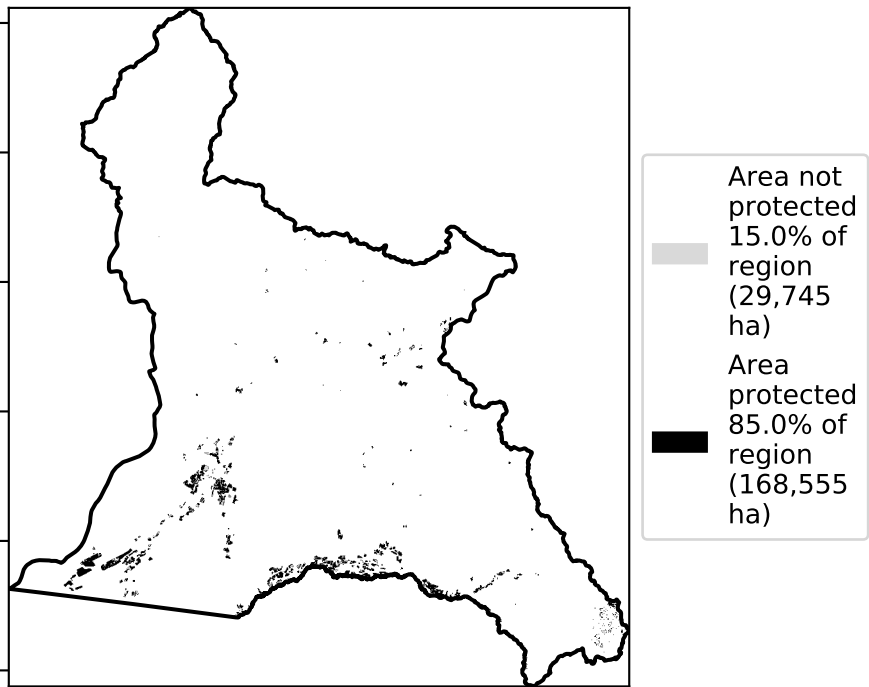 Area not
protected
15.0% of
region
(29,745
ha)
Area
protected
85.0% of
region
(168,555
ha)